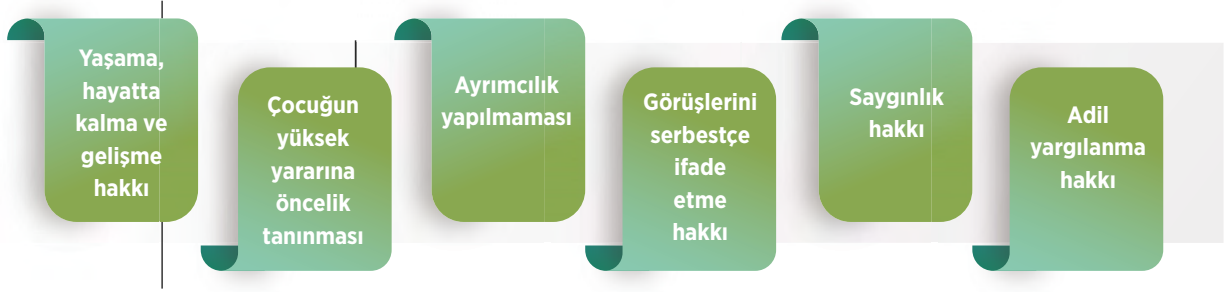 Yaşama,
hayatta
kalma ve
gelişme
hakkı
Çocuğun
yüksek
yararına
öncelik
tanınması
Ayrımcılık
yapılmaması
Görüşlerini
serbestçe
ifade
etme
hakkı
Saygınlık
hakkı
Adil
yargılanma
hakkı